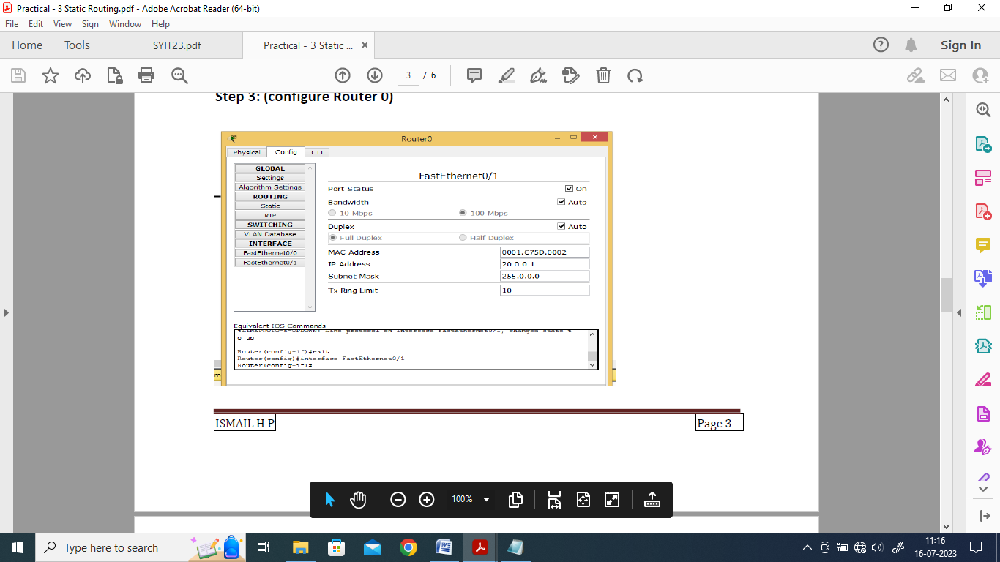 Practical - 3 Static Routing.pdf - Adobe Acrobat Reader (64-bit)
File Edit View Sign Window Help
Home Tools SYIT23.pdf Practical - 3 Static ... × Sign In
3 / 6
Step 3: (configure Router 0)
Router0
Physical Config CLI
GLOBAL
Settings
Algorithm Settings
ROUTING
Static
RIP
SWITCHING
VLAN Database
INTERFACE
FastEthernet0/0
FastEthernet0/1
FastEthernet0/1
Port Status On
Bandwidth Auto
10 Mbps 100 Mbps
Duplex Auto
Full Duplex Half Duplex
MAC Address 0001.C75D.0002
IP Address 20.0.0.1
Subnet Mask 255.0.0.0
Tx Ring Limit 10
Equivalent IOS Commands
%LINEPROTO-5-UPDOWN: Line protocol on Interface FastEthernet0/1, changed state t
o up
Router(config-if)#exit
Router(config)#interface FastEthernet0/1
Router(config-if)#
m
ISMAIL H P Page 3
100%
Type here to search
11:16
16-07-2023